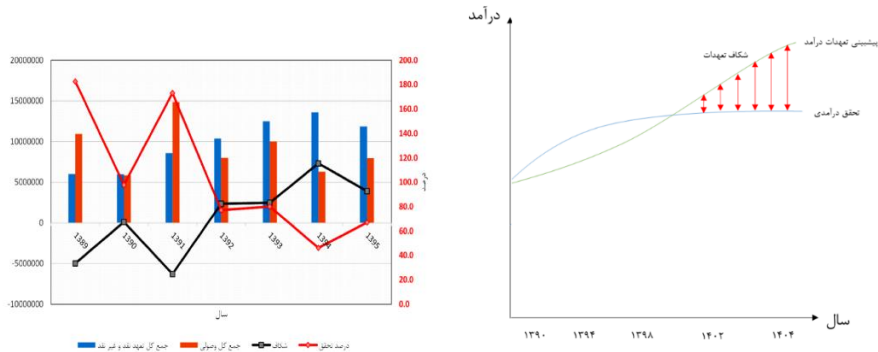 20000000
15000000
10000000
5000000
0
-5000000
-10000000
200.0
180.0
160.0
140.0
120.0
100.0
80.0
60.0
40.0
20.0
0.0
درصد
1389
1390
1391
1392
1393
1394
1395
سال
جمع کل تعهد نقد و غیر نقد
جمع کل وصولی
شکاف
درصد تحقق
درآمد
پیشبینی تعهدات درامد
شکاف تعهدات
تحقق درآمدی
سال
۱۳۹۰
۱۳۹۴
۱۳۹۸
۱۴۰۲
۱۴۰۴